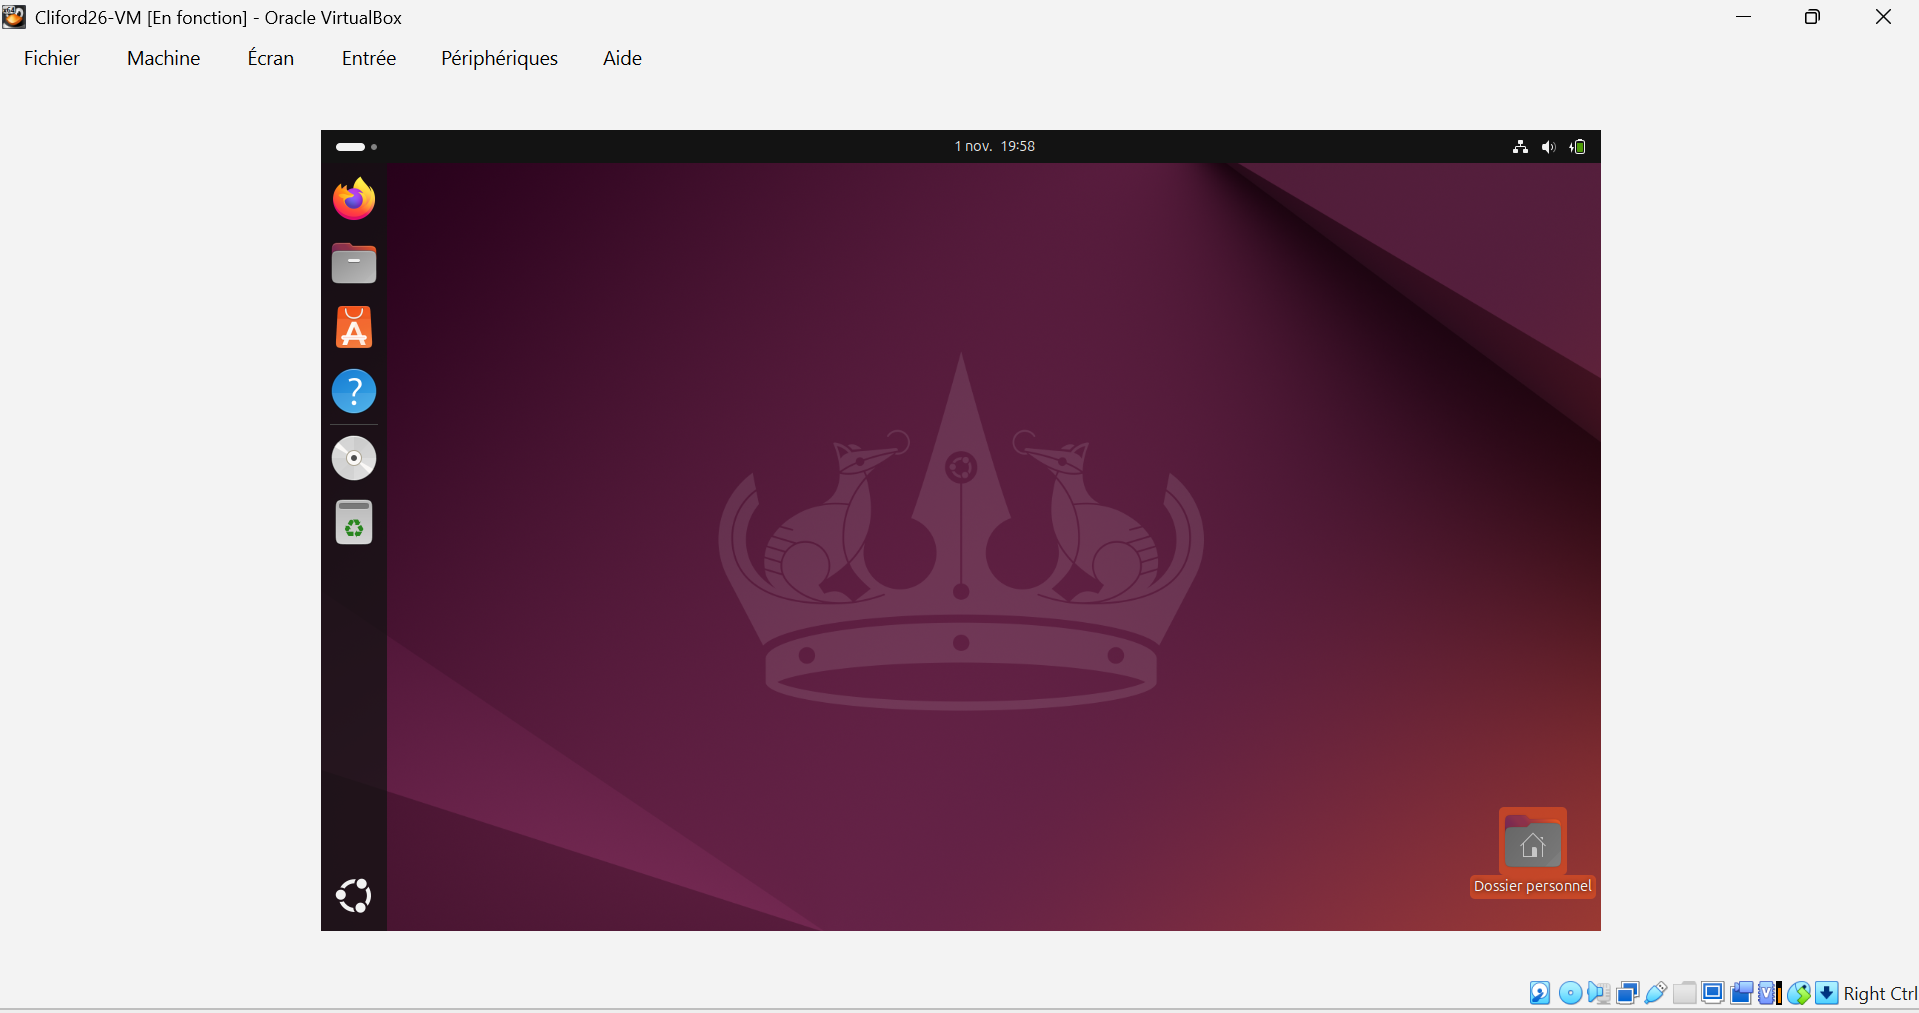 Cliford26-VM [En fonction] - Oracle VirtualBox
Fichier Machine Écran Entrée Périphériques Aide
1 nov. 19:58
Dossier personnel
Right Ctrl